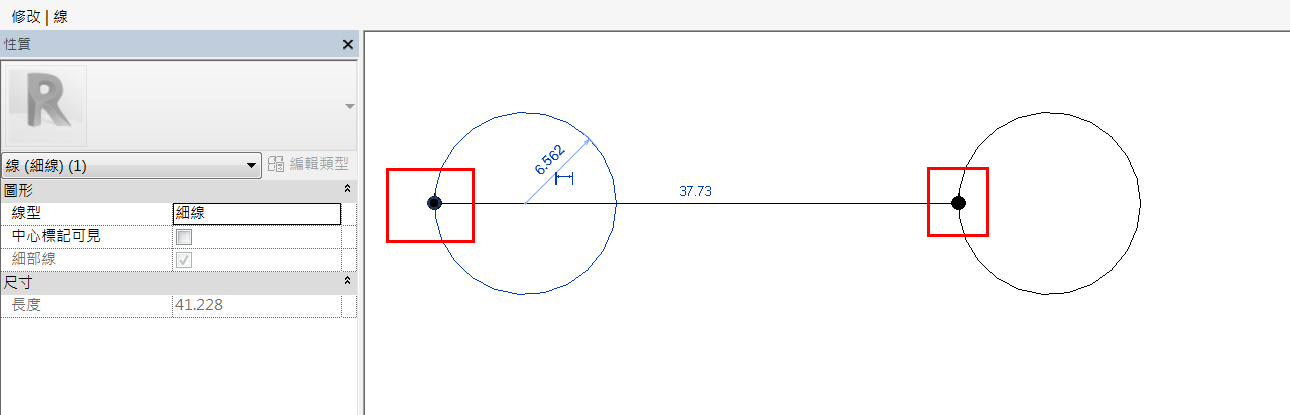 修改 | 線
性質
線 (細線) (1)
編輯類型
圖形
線型 細線
中心標記可見
細部線
尺寸
長度 41.228
6.562
37.73